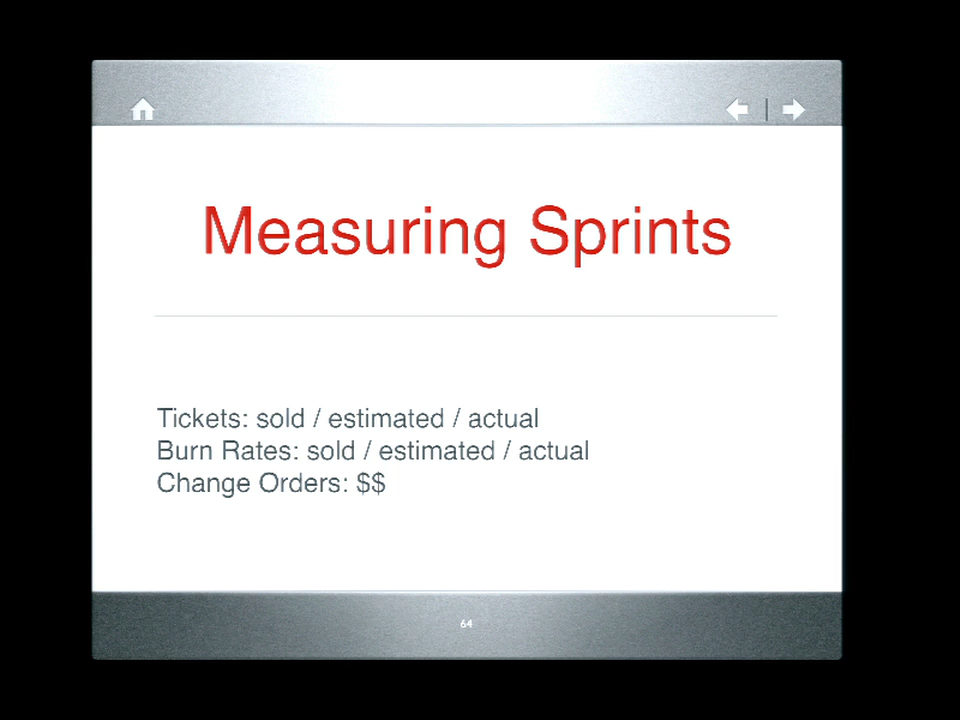 Measuring Sprints
Tickets: sold / estimated / actual
Burn Rates: sold / estimated / actual
Change Orders: $$
64